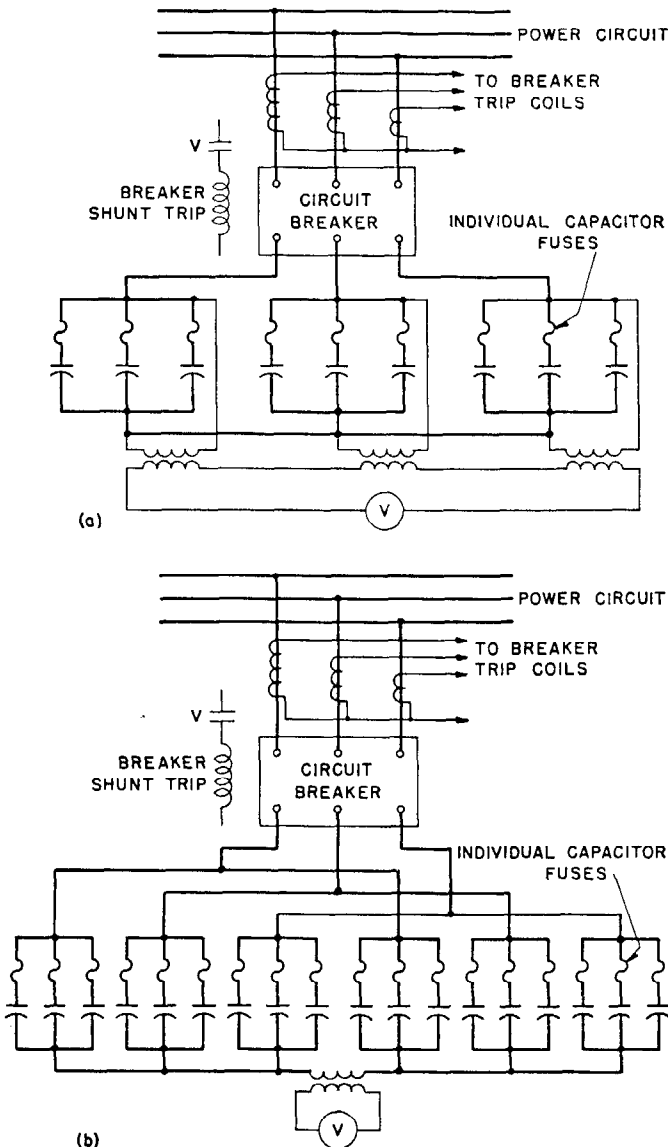 POWER CIRCUIT
TO BREAKER
TRIP COILS
V
BREAKER
SHUNT TRIP
CIRCUIT
BREAKER
INDIVIDUAL CAPACITOR
FUSES
V
(a)
POWER CIRCUIT
TO BREAKER
TRIP COILS
V
BREAKER
SHUNT TRIP
CIRCUIT
BREAKER
INDIVIDUAL CAPACITOR
FUSES
V
(b)